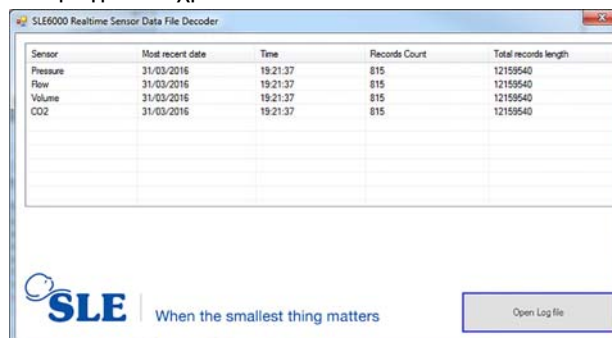 SLE6000 Realtime Sensor Data File Decoder
Sensor Most recent date Time Records Count Total records length
Pressure 31/03/2016 19:21:37 815 12159540
Flow 31/03/2016 19:21:37 815 12159540
Volume 31/03/2016 19:21:37 815 12159540
CO2 31/03/2016 19:21:37 815 12159540
SLE When the smallest thing matters
Open Log file